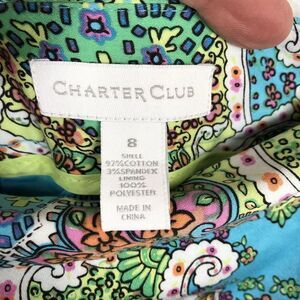 CHARTER CLUB
8
SHELL
97%COTTON
3%SPANDEX
LINING
100%
POLYESTER
MADE IN
CHINA